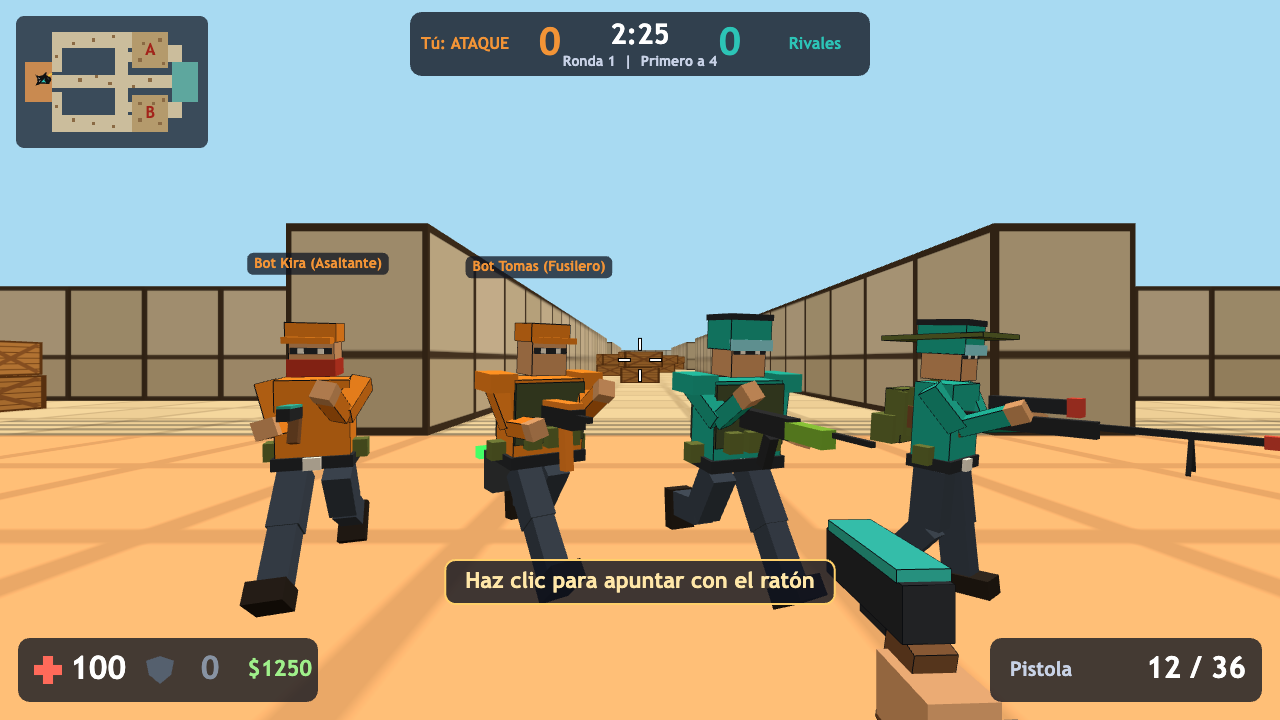 A
B
Tú: ATAQUE
0
2:25
0
Rivales
Ronda 1 | Primero a 4
Bot Kira (Asaltante)
Bot Tomas (Fusilero)
Haz clic para apuntar con el ratón
100
0
$1250
Pistola
12 / 36